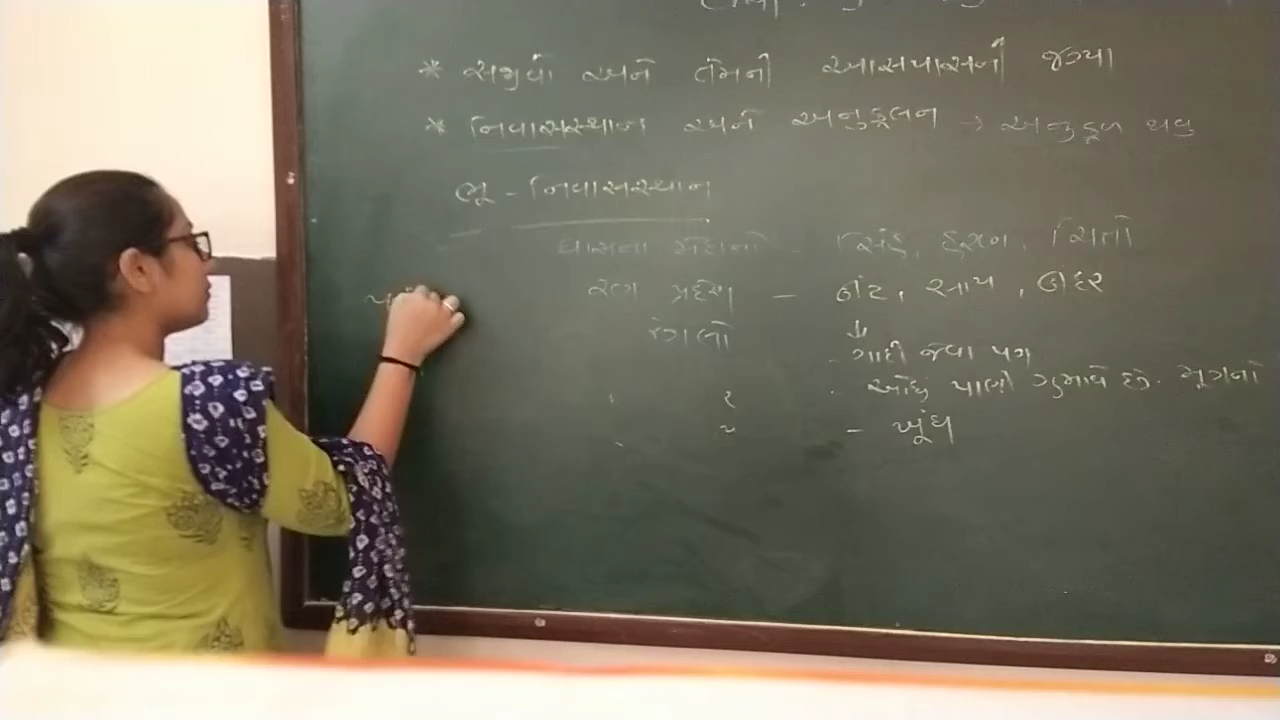 * સજીવો અને તેમની આસપાસની જગ્યા
* નિવાસસ્થાન અને અનુકૂલન → અનુકૂળ થવુ
ભૂ - નિવાસસ્થાન
ઘાસના મેદાનો - સિંહ, હરણ, ચિતો
રણ પ્રદેશ - ઊંટ, સાપ, ઊંદર
જંગલો ↓
- ગાદી જેવા પગ
- ઓછુ પાણી ગુમાવે છે. મૂત્રનો
- ખૂંધ